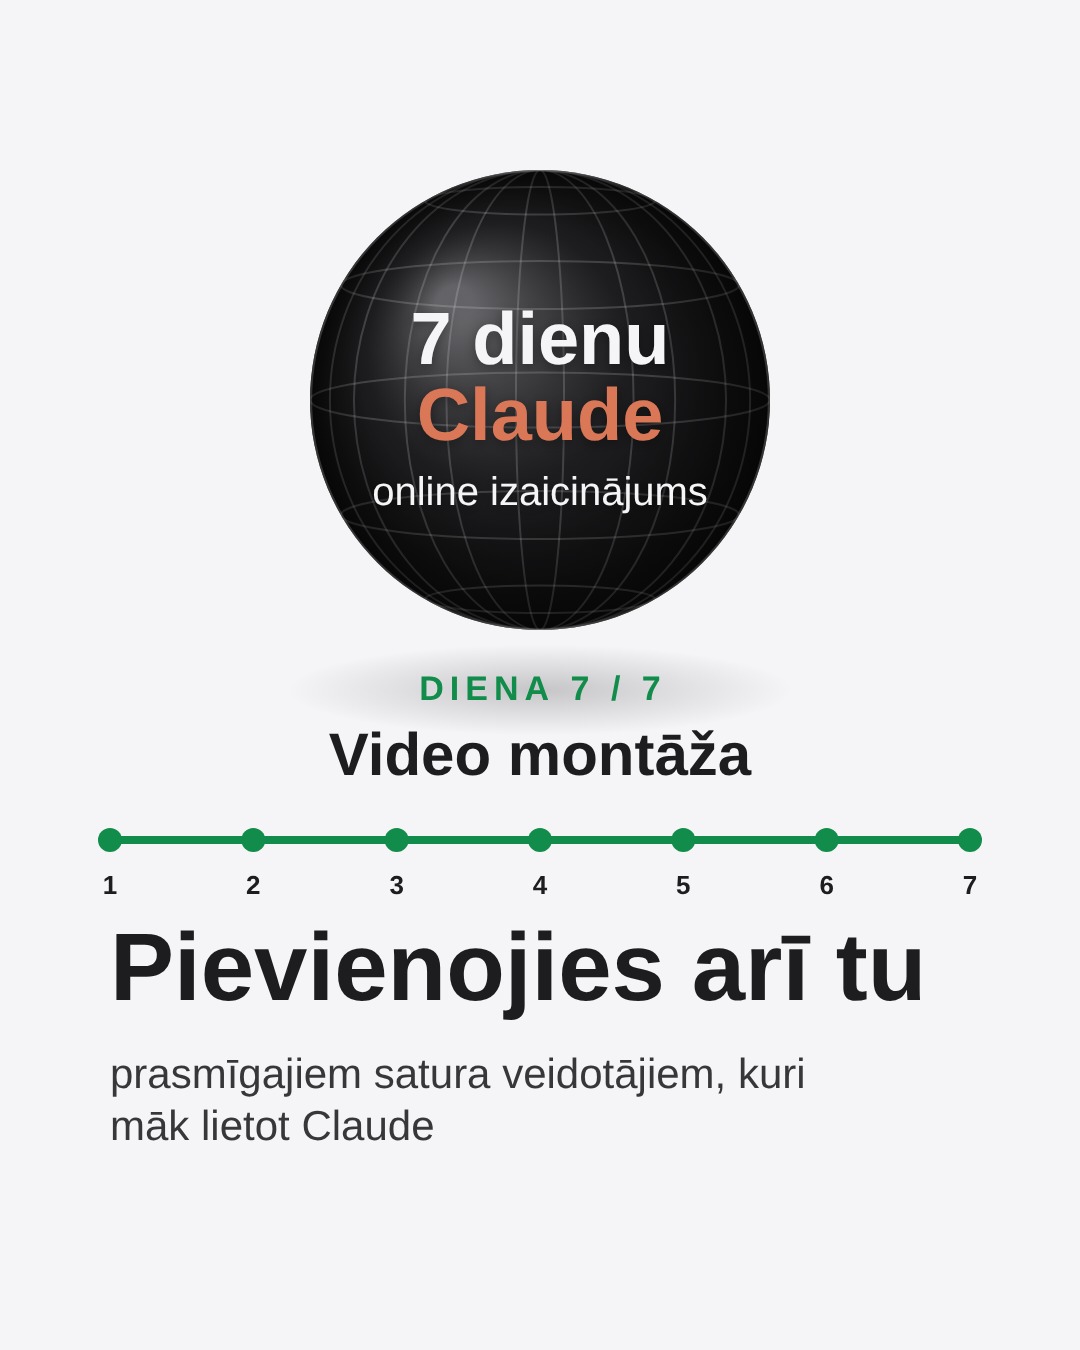 7 dienu
Claude
online izaicinājums
DIENA 7 / 7
Video montāža
1 2 3 4 5 6 7
Pievienojies arī tu
prasmīgajiem satura veidotājiem, kuri
māk lietot Claude